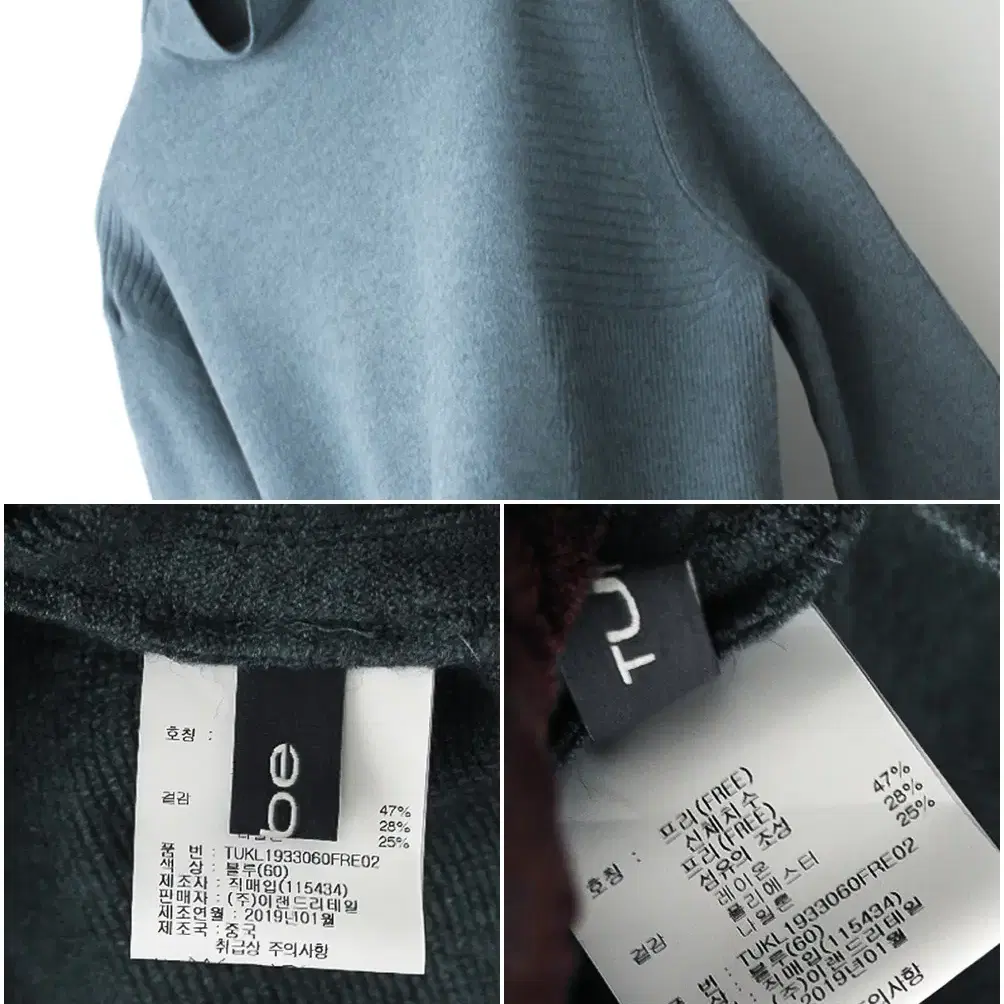 be
호칭 :
겉감
47%
28%
25%
품 번 : TUKL1933060FRE02
색 상 : 블루(60)
제조자 : 직매입(115434)
판매자 : (주)이랜드리테일
제조연월 : 2019년01월
제조국 : 중국
취급상 주의사항
TU
호칭 :
프리(FREE)
신체치수
프리(FREE)
섬유의 조성
겉감
레이온 47%
폴리에스터 28%
나일론 25%
번 : TUKL1933060FRE02
상 : 블루(60)
직매입(115434)
(주)이랜드리테일
2019년01월
주의사항